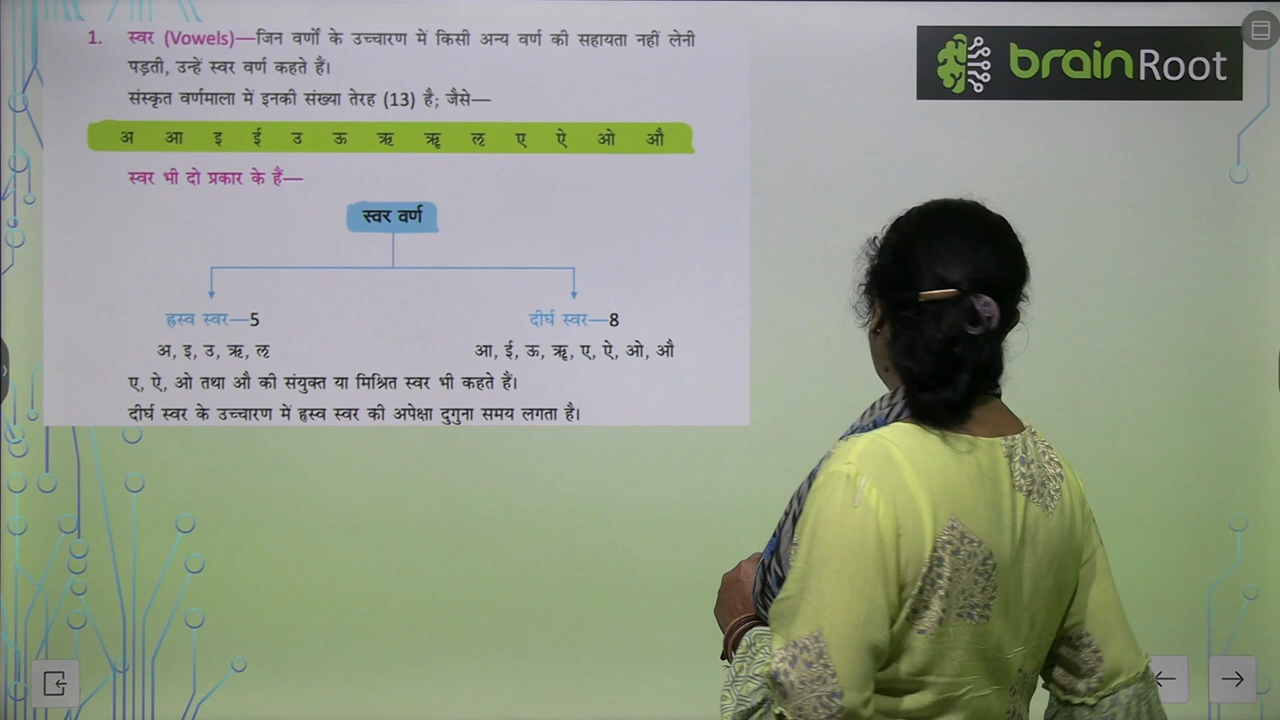 1. स्वर (Vowels)—जिन वर्णों के उच्चारण में किसी अन्य वर्ण की सहायता नहीं लेनी
पड़ती, उन्हें स्वर वर्ण कहते हैं।
संस्कृत वर्णमाला में इनकी संख्या तेरह (13) है; जैसे—
अ आ इ ई उ ऊ ऋ ॠ ऌ ए ऐ ओ औ
स्वर भी दो प्रकार के हैं—
स्वर वर्ण
ह्रस्व स्वर—5 दीर्घ स्वर—8
अ, इ, उ, ऋ, ऌ आ, ई, ऊ, ॠ, ए, ऐ, ओ, औ
ए, ऐ, ओ तथा औ की संयुक्त या मिश्रित स्वर भी कहते हैं।
दीर्घ स्वर के उच्चारण में हृस्व स्वर की अपेक्षा दुगुना समय लगता है।
brainRoot